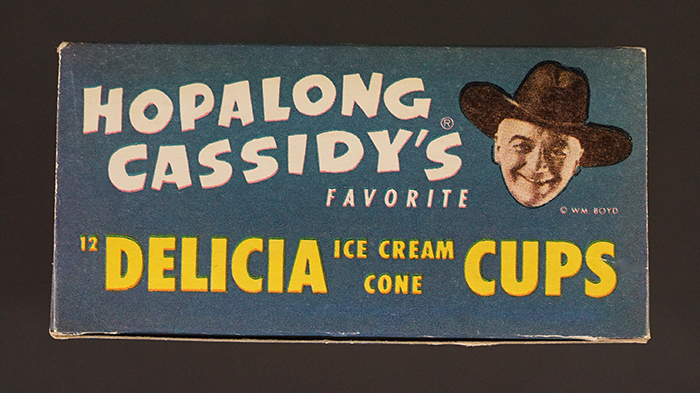 HOPALONG ®
CASSIDY'S
FAVORITE
© WM. BOYD
12 DELICIA ICE CREAM CONE CUPS